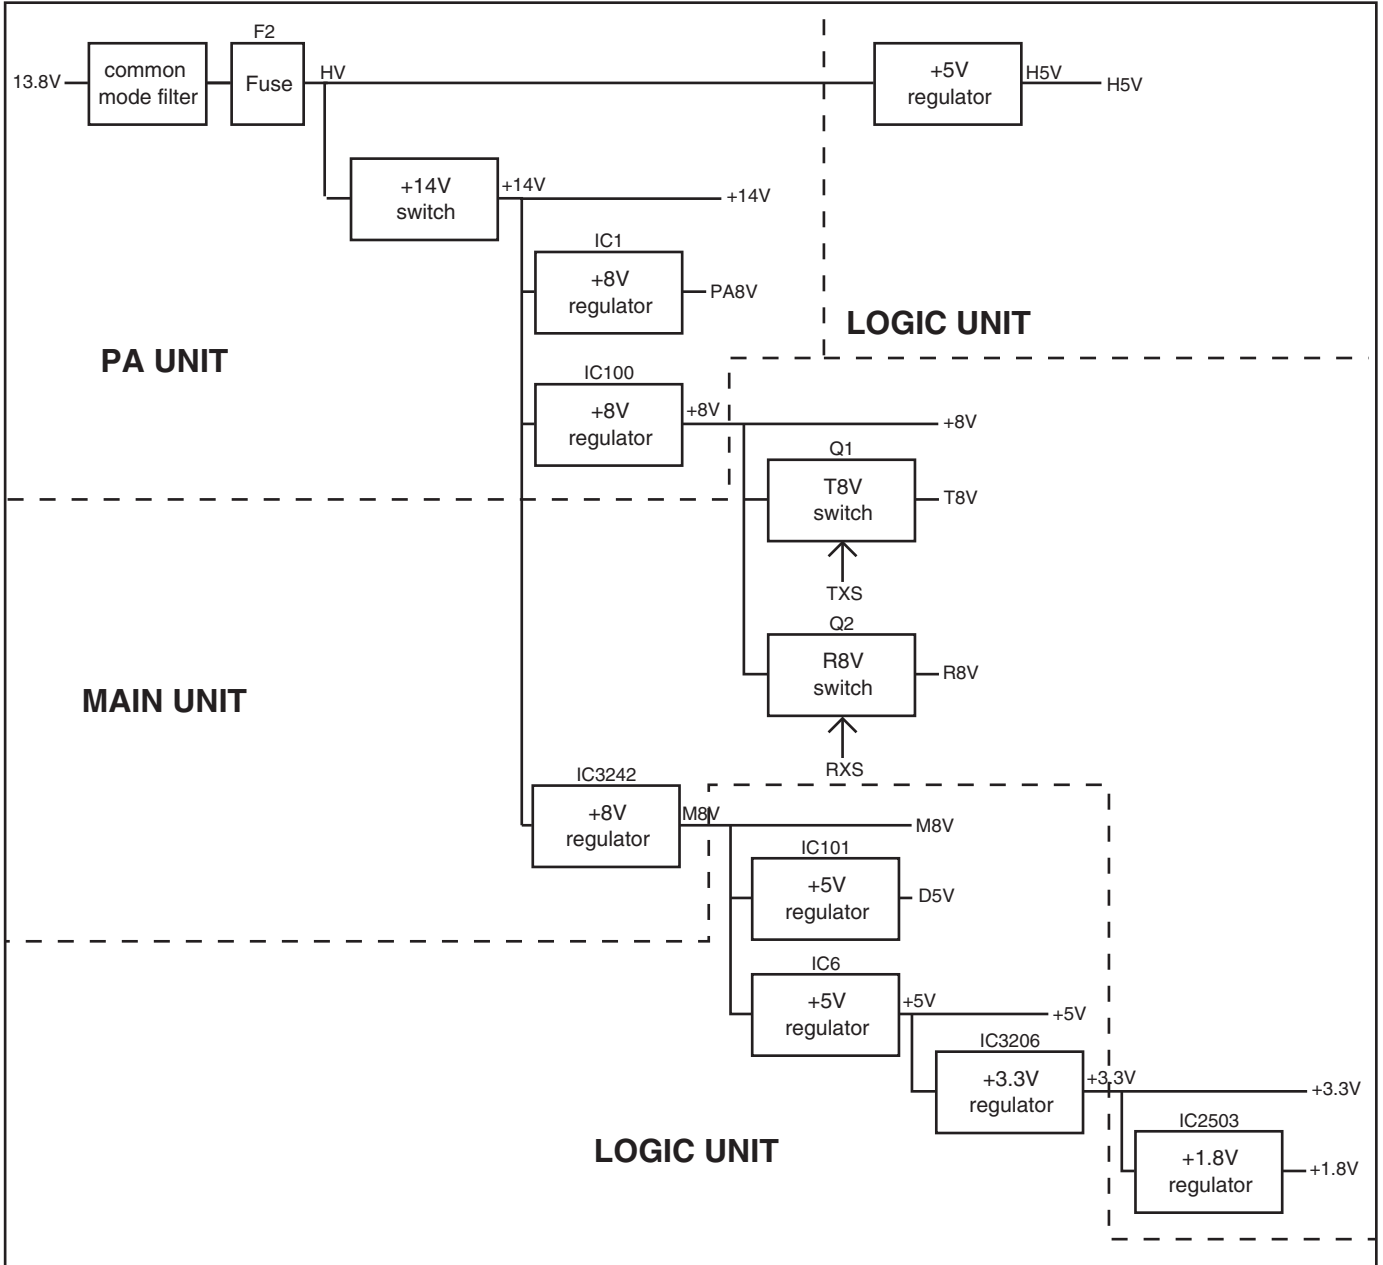 F2
13.8V
common
mode filter
Fuse
HV
+5V
regulator
H5V
H5V
+14V
switch
+14V
+14V
IC1
+8V
regulator
PA8V
LOGIC UNIT
PA UNIT
IC100
+8V
regulator
+8V
+8V
Q1
T8V
switch
T8V
TXS
Q2
R8V
switch
R8V
RXS
MAIN UNIT
IC3242
+8V
regulator
M8V
M8V
IC101
+5V
regulator
D5V
IC6
+5V
regulator
+5V
+5V
IC3206
+3.3V
regulator
+3.3V
+3.3V
IC2503
+1.8V
regulator
+1.8V
LOGIC UNIT